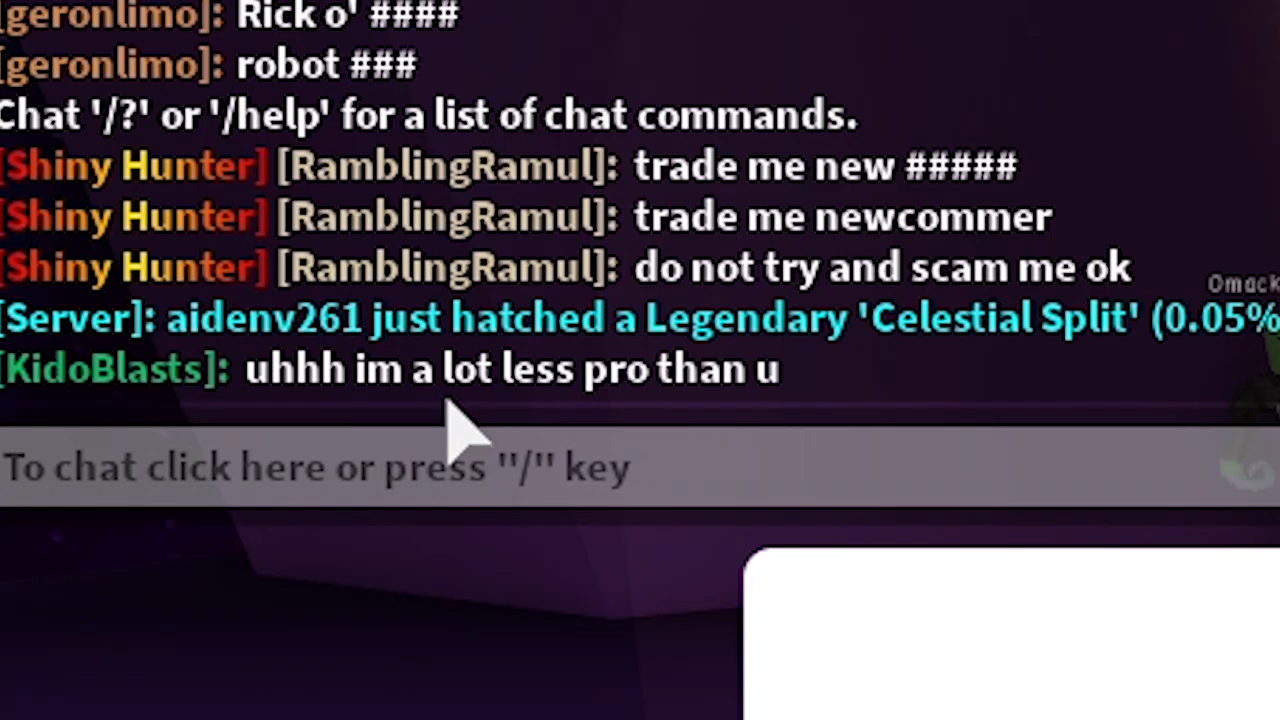 [geronlimo]: Rick o' ####
[geronlimo]: robot ###
Chat '/?' or '/help' for a list of chat commands.
[Shiny Hunter] [RamblingRamul]: trade me new #####
[Shiny Hunter] [RamblingRamul]: trade me newcommer
[Shiny Hunter] [RamblingRamul]: do not try and scam me ok
Omack
[Server]: aidenv261 just hatched a Legendary 'Celestial Split' (0.05%
[KidoBlasts]: uhhh im a lot less pro than u
To chat click here or press "/" key